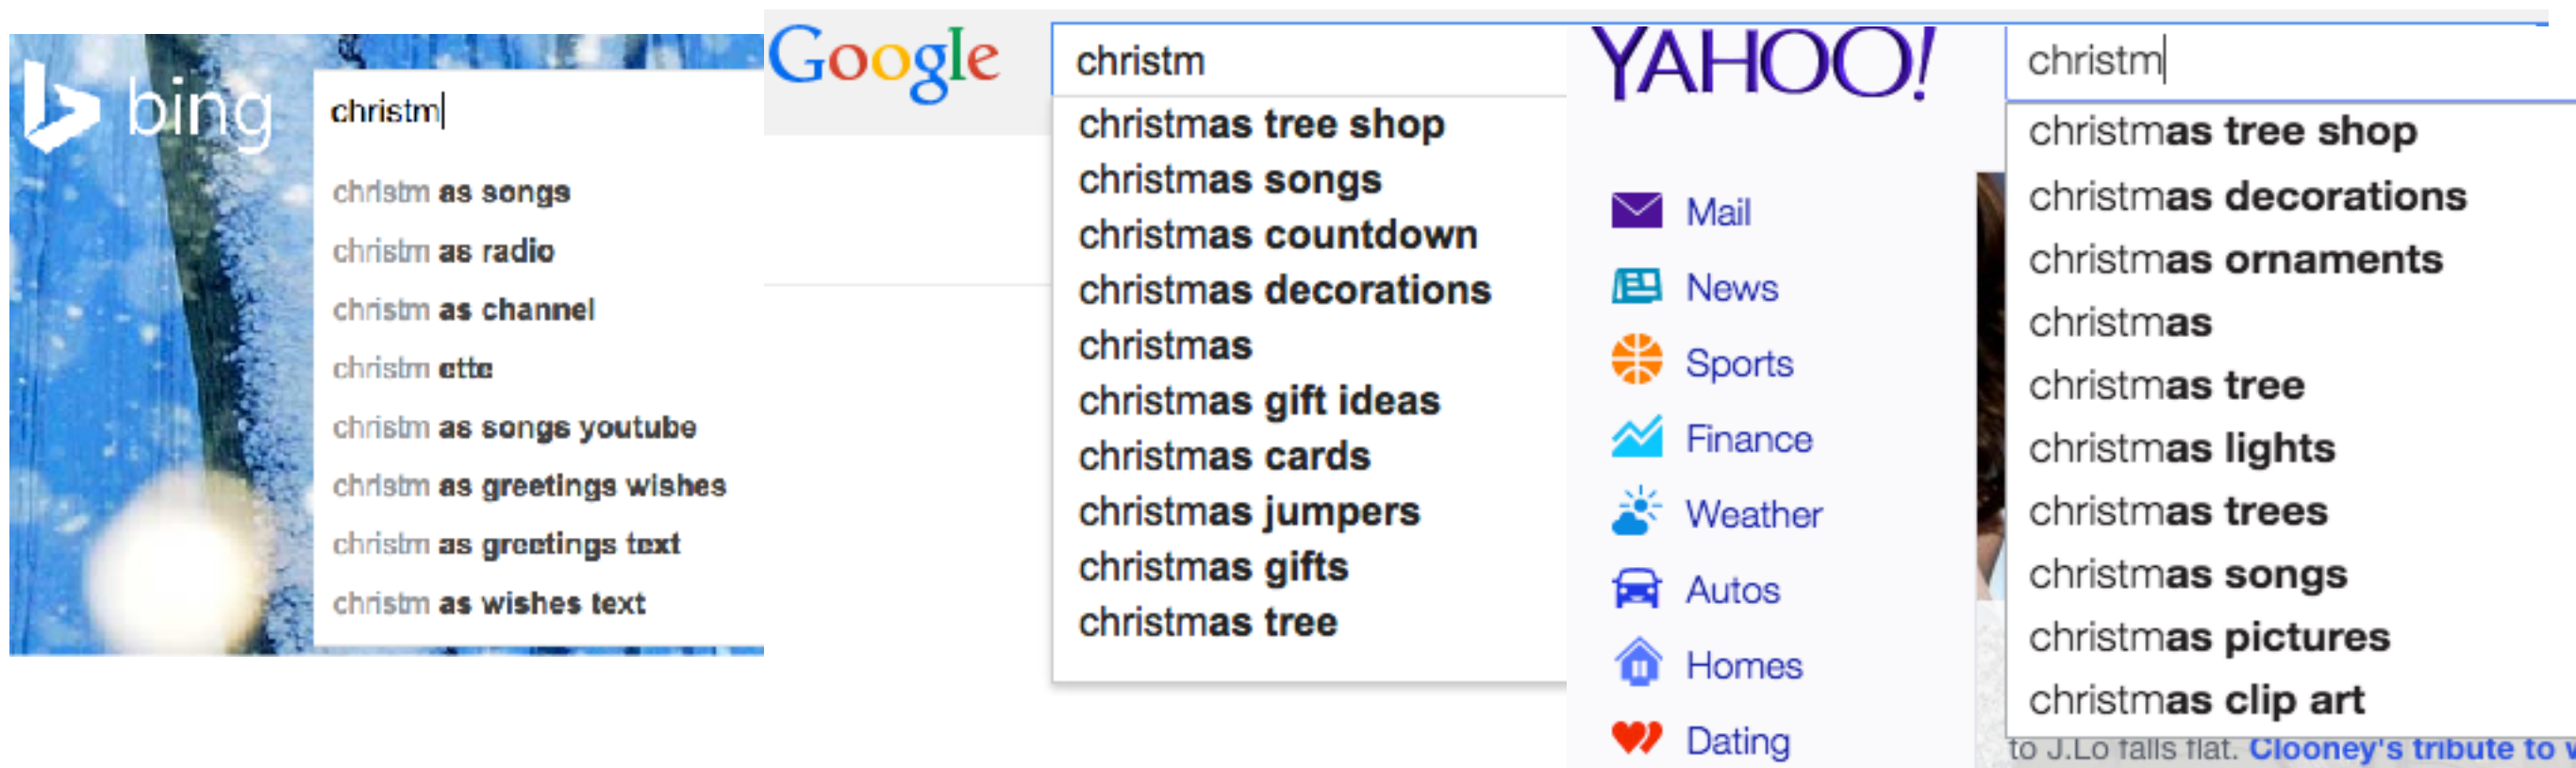 bing
christm
christm as songs
christm as radio
christm as channel
christm ette
christm as songs youtube
christm as greetings wishes
christm as greetings text
christm as wishes text
Google
christm
christmas tree shop
christmas songs
christmas countdown
christmas decorations
christmas
christmas gift ideas
christmas cards
christmas jumpers
christmas gifts
christmas tree
YAHOO!
Mail
News
Sports
Finance
Weather
Autos
Homes
Dating
christm
christmas tree shop
christmas decorations
christmas ornaments
christmas
christmas tree
christmas lights
christmas trees
christmas songs
christmas pictures
christmas clip art
to J.Lo falls flat. Clooney's tribute to